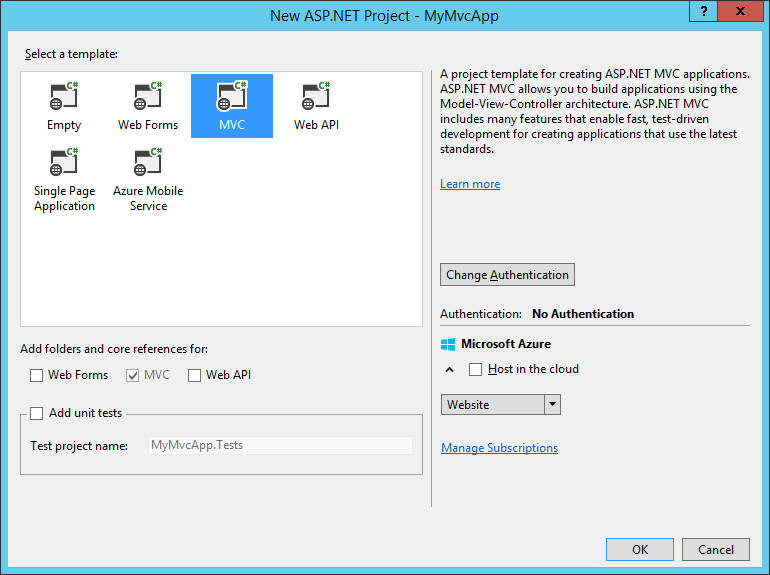 New ASP.NET Project - MyMvcApp
?
X
Select a template:
C#
C#
C#
C#
Empty
Web Forms
MVC
Web API
C#
C#
Single Page
Application
Azure Mobile
Service
A project template for creating ASP.NET MVC applications.
ASP.NET MVC allows you to build applications using the
Model-View-Controller architecture. ASP.NET MVC
includes many features that enable fast, test-driven
development for creating applications that use the latest
standards.
Learn more
Change Authentication
Authentication: No Authentication
Microsoft Azure
Host in the cloud
Website
Manage Subscriptions
Add folders and core references for:
Web Forms
MVC
Web API
Add unit tests
Test project name:
MyMvcApp.Tests
OK
Cancel